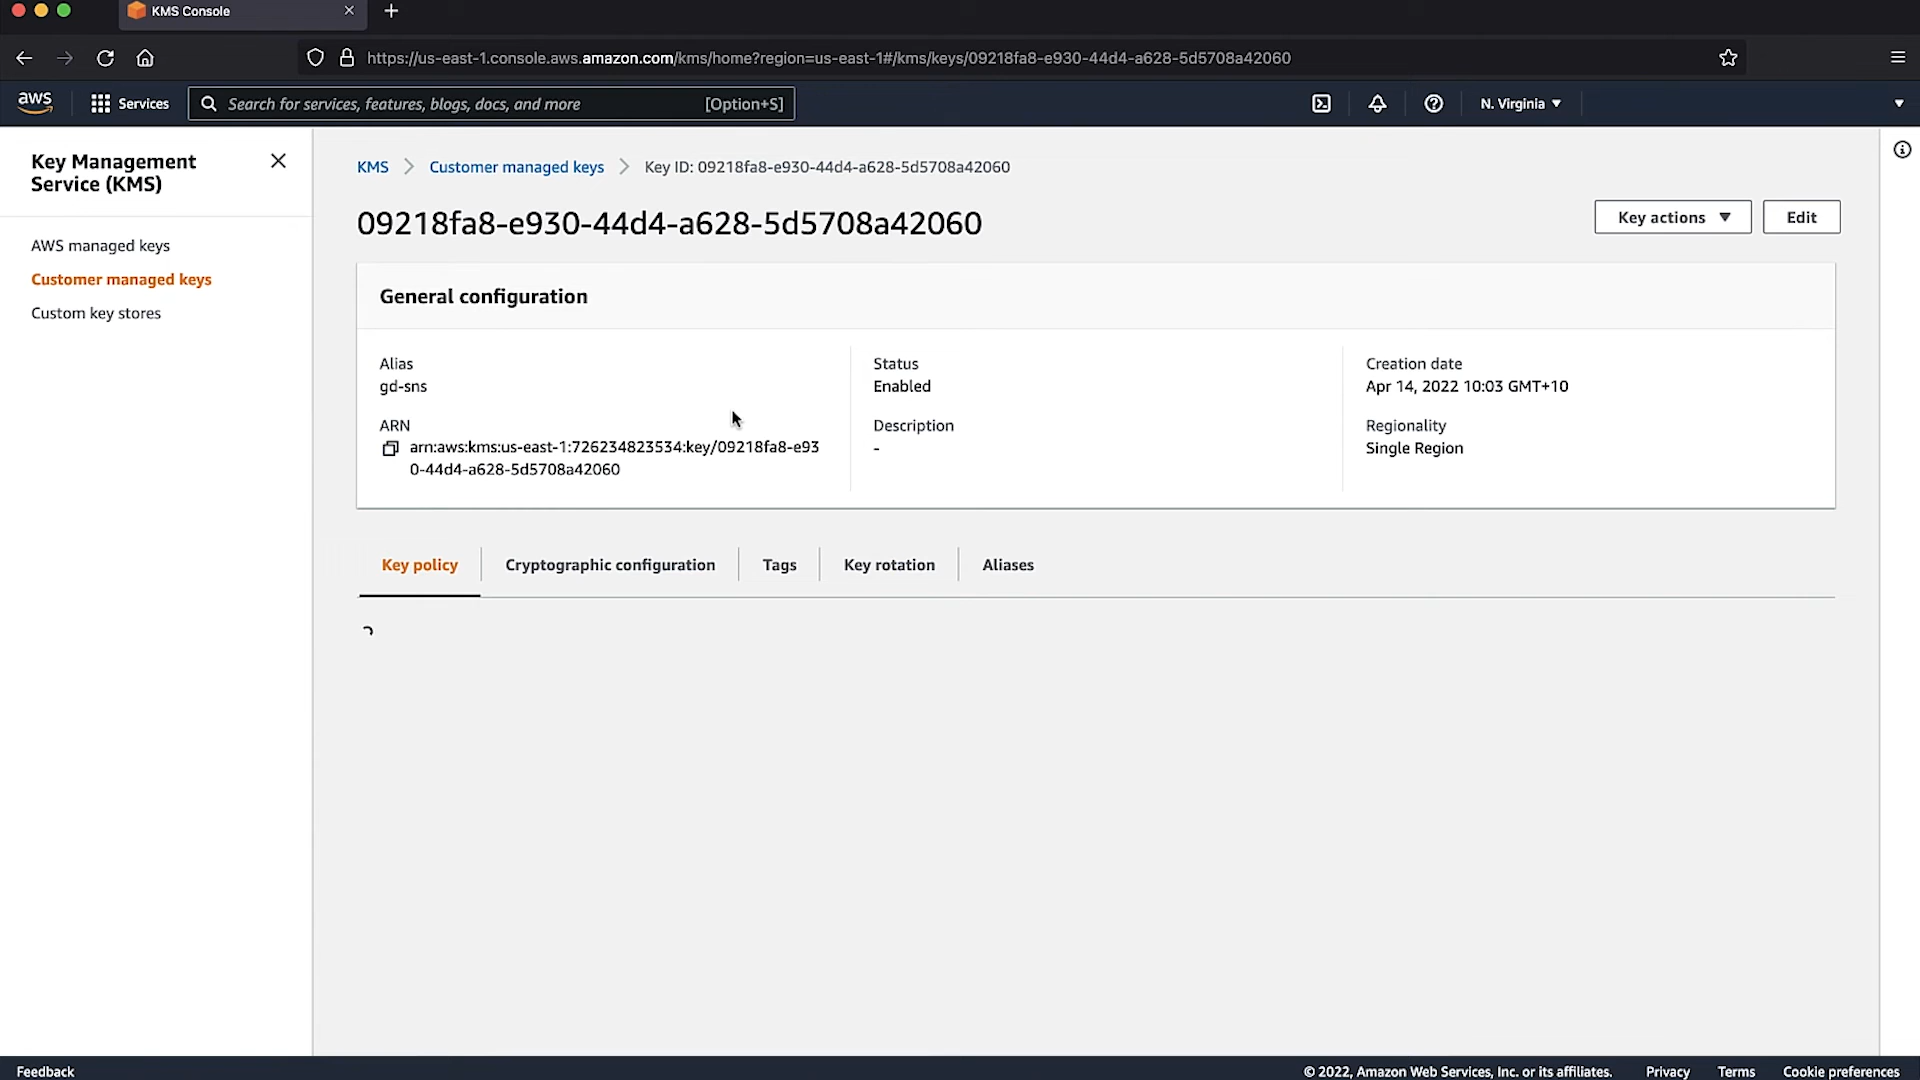 KMS Console
https://us-east-1.console.aws.amazon.com/kms/home?region=us-east-1#/kms/keys/09218fa8-e930-44d4-a628-5d5708a42060
aws
Services
Search for services, features, blogs, docs, and more
[Option+S]
N. Virginia
Key Management
Service (KMS)
AWS managed keys
Customer managed keys
Custom key stores
KMS
Customer managed keys
Key ID: 09218fa8-e930-44d4-a628-5d5708a42060
09218fa8-e930-44d4-a628-5d5708a42060
Key actions
Edit
General configuration
Alias
gd-sns
ARN
arn:aws:kms:us-east-1:726234823534:key/09218fa8-e93
0-44d4-a628-5d5708a42060
Status
Enabled
Description
-
Creation date
Apr 14, 2022 10:03 GMT+10
Regionality
Single Region
Key policy
Cryptographic configuration
Tags
Key rotation
Aliases
Feedback
© 2022, Amazon Web Services, Inc. or its affiliates.
Privacy
Terms
Cookie preferences